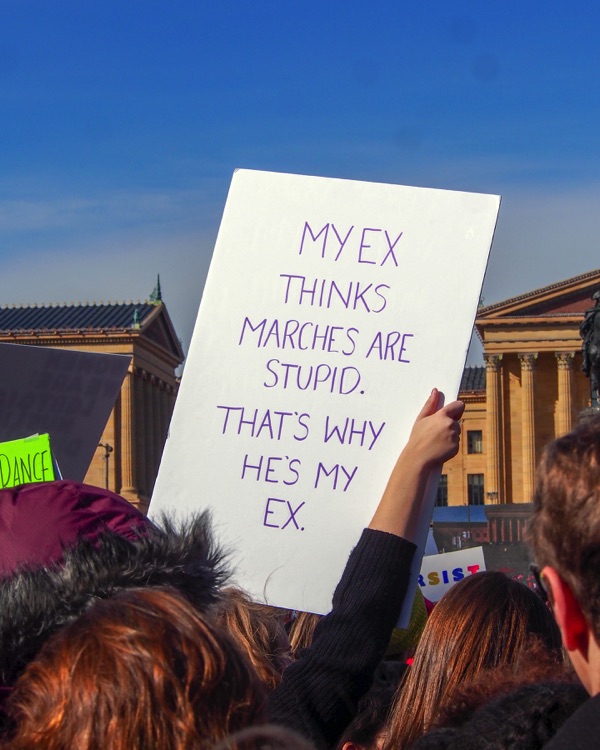 MY EX
THINKS
MARCHES ARE
STUPID.
THAT'S WHY
HE'S MY
EX.
DANCE
RSIST